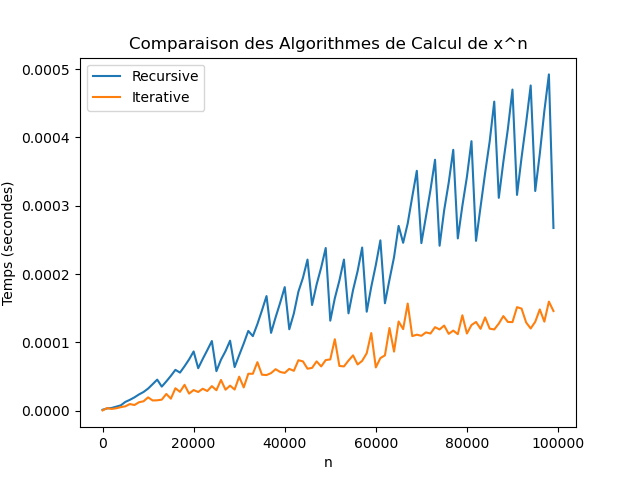 Comparaison des Algorithmes de Calcul de x^n
Recursive
Iterative
0.0005
0.0004
0.0003
0.0002
0.0001
0.0000
Temps (secondes)
0
20000
40000
60000
80000
100000
n